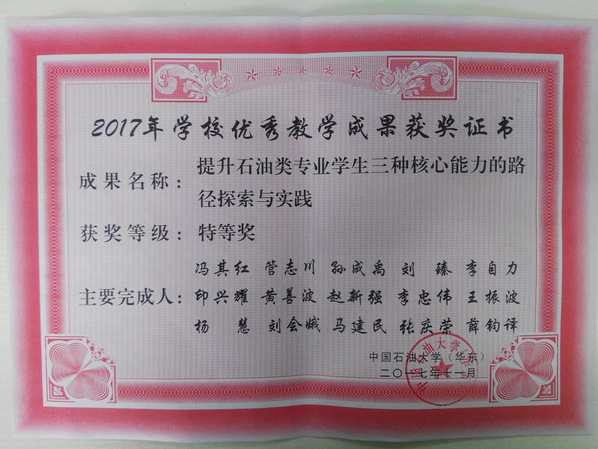 2017年学校优秀教学成果获奖证书
成果名称：提升石油类专业学生三种核心能力的路
径探索与实践
获奖等级：特等奖
冯其红 管志川 孙成禹 刘臻 李自力
主要完成人：印兴耀 黄善波 赵新强 李忠伟 王振波
杨慧 刘会娥 马建民 张庆荣 薛钧译
中国石油大学（华东）
二〇一七年十一月